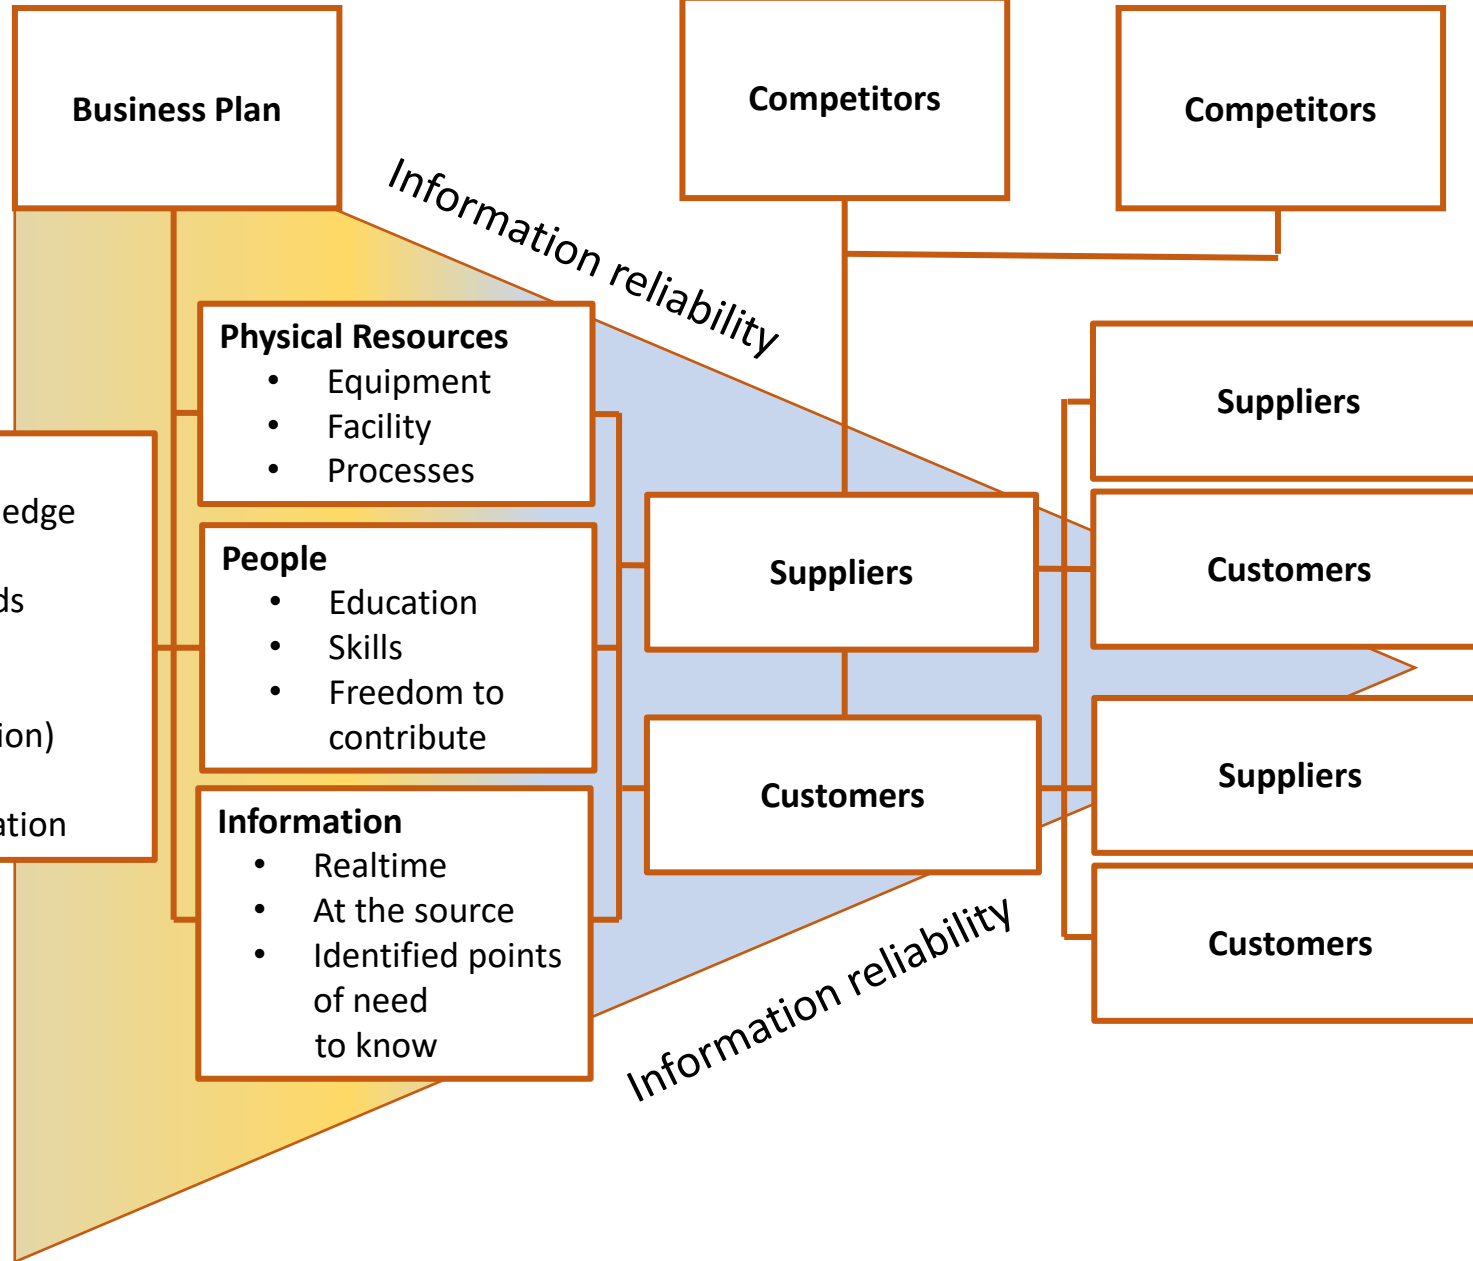 Business Plan
Competitors
Competitors
Information reliability
Physical Resources
• Equipment
• Facility
• Processes
People
• Education
• Skills
• Freedom to
contribute
Information
• Realtime
• At the source
• Identified points
of need
to know
edge
ds
ion)
ation
Suppliers
Customers
Suppliers
Customers
Suppliers
Customers
Information reliability